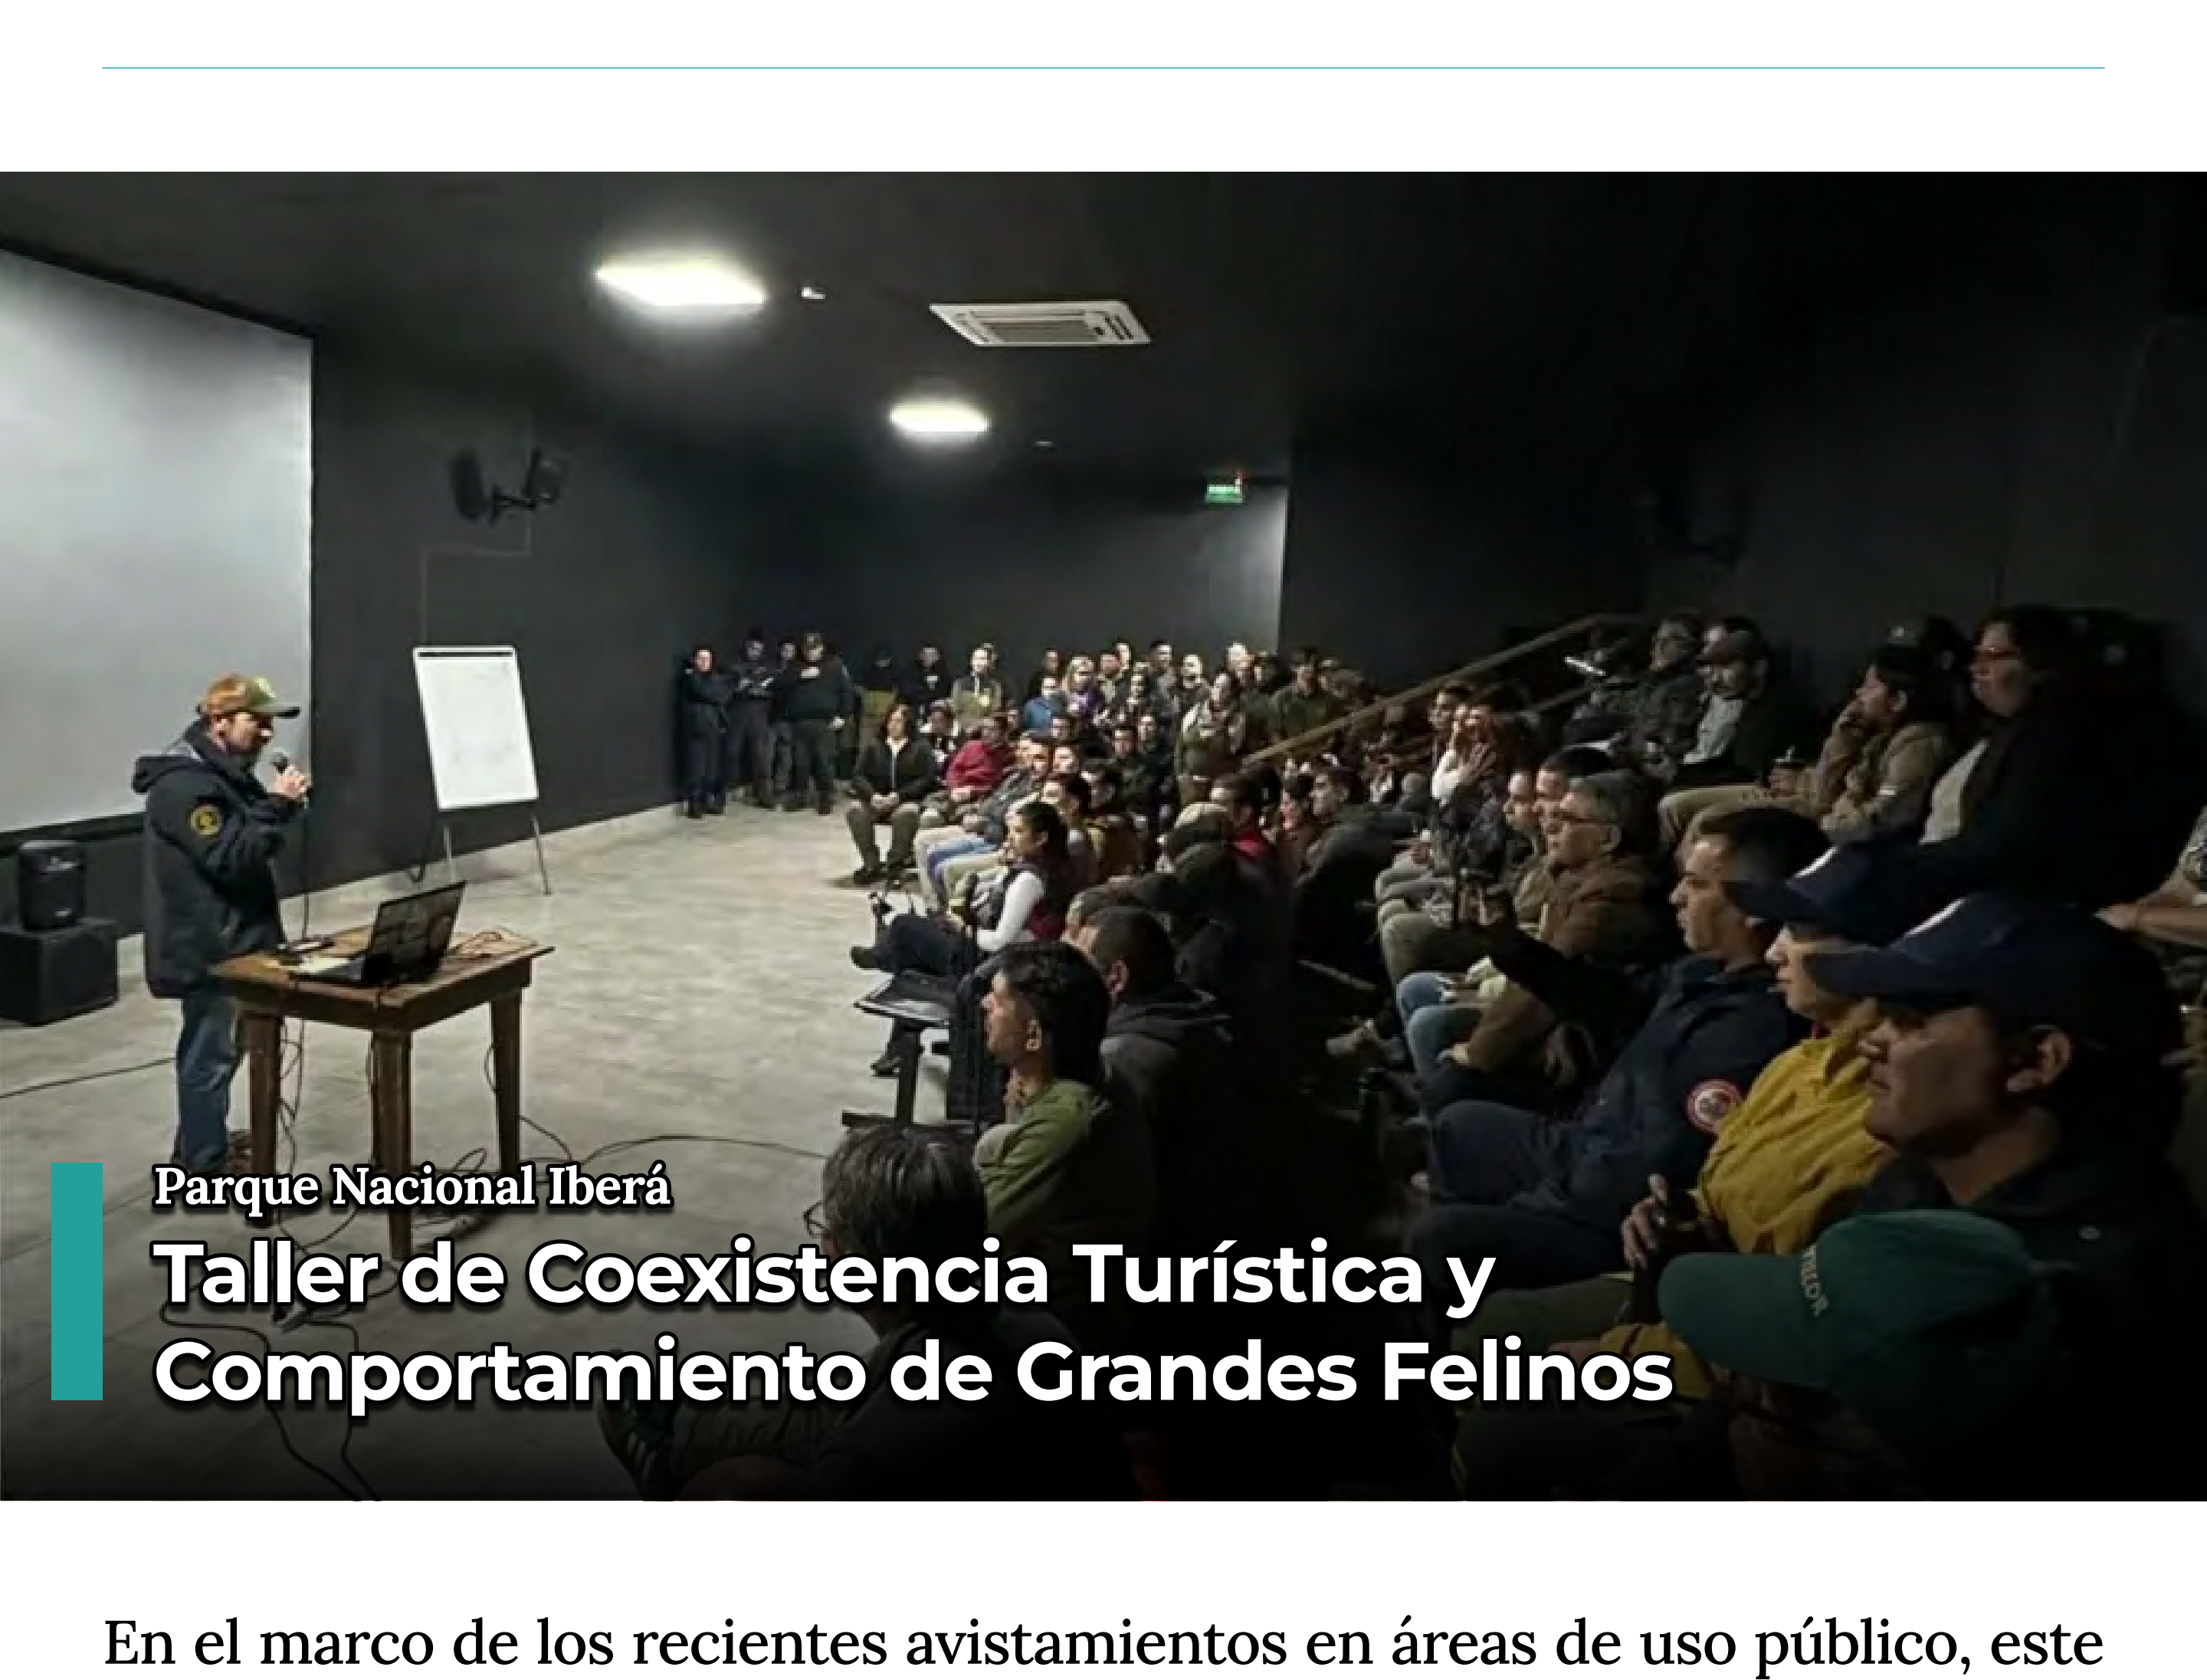 Parque Nacional Iberá
Taller de Coexistencia Turística y
Comportamiento de Grandes Felinos
En el marco de los recientes avistamientos en áreas de uso público, este